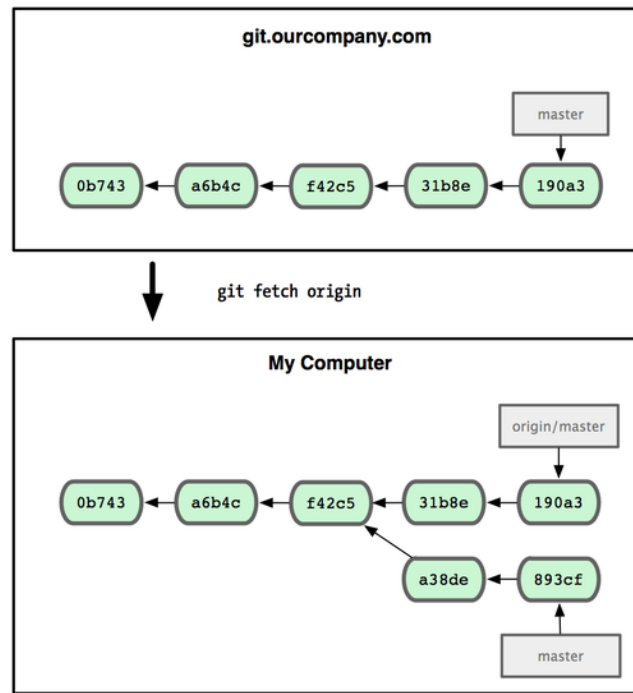 git.ourcompany.com
master
0b743 a6b4c f42c5 31b8e 190a3
git fetch origin
My Computer
origin/master
0b743 a6b4c f42c5 31b8e 190a3
a38de 893cf
master